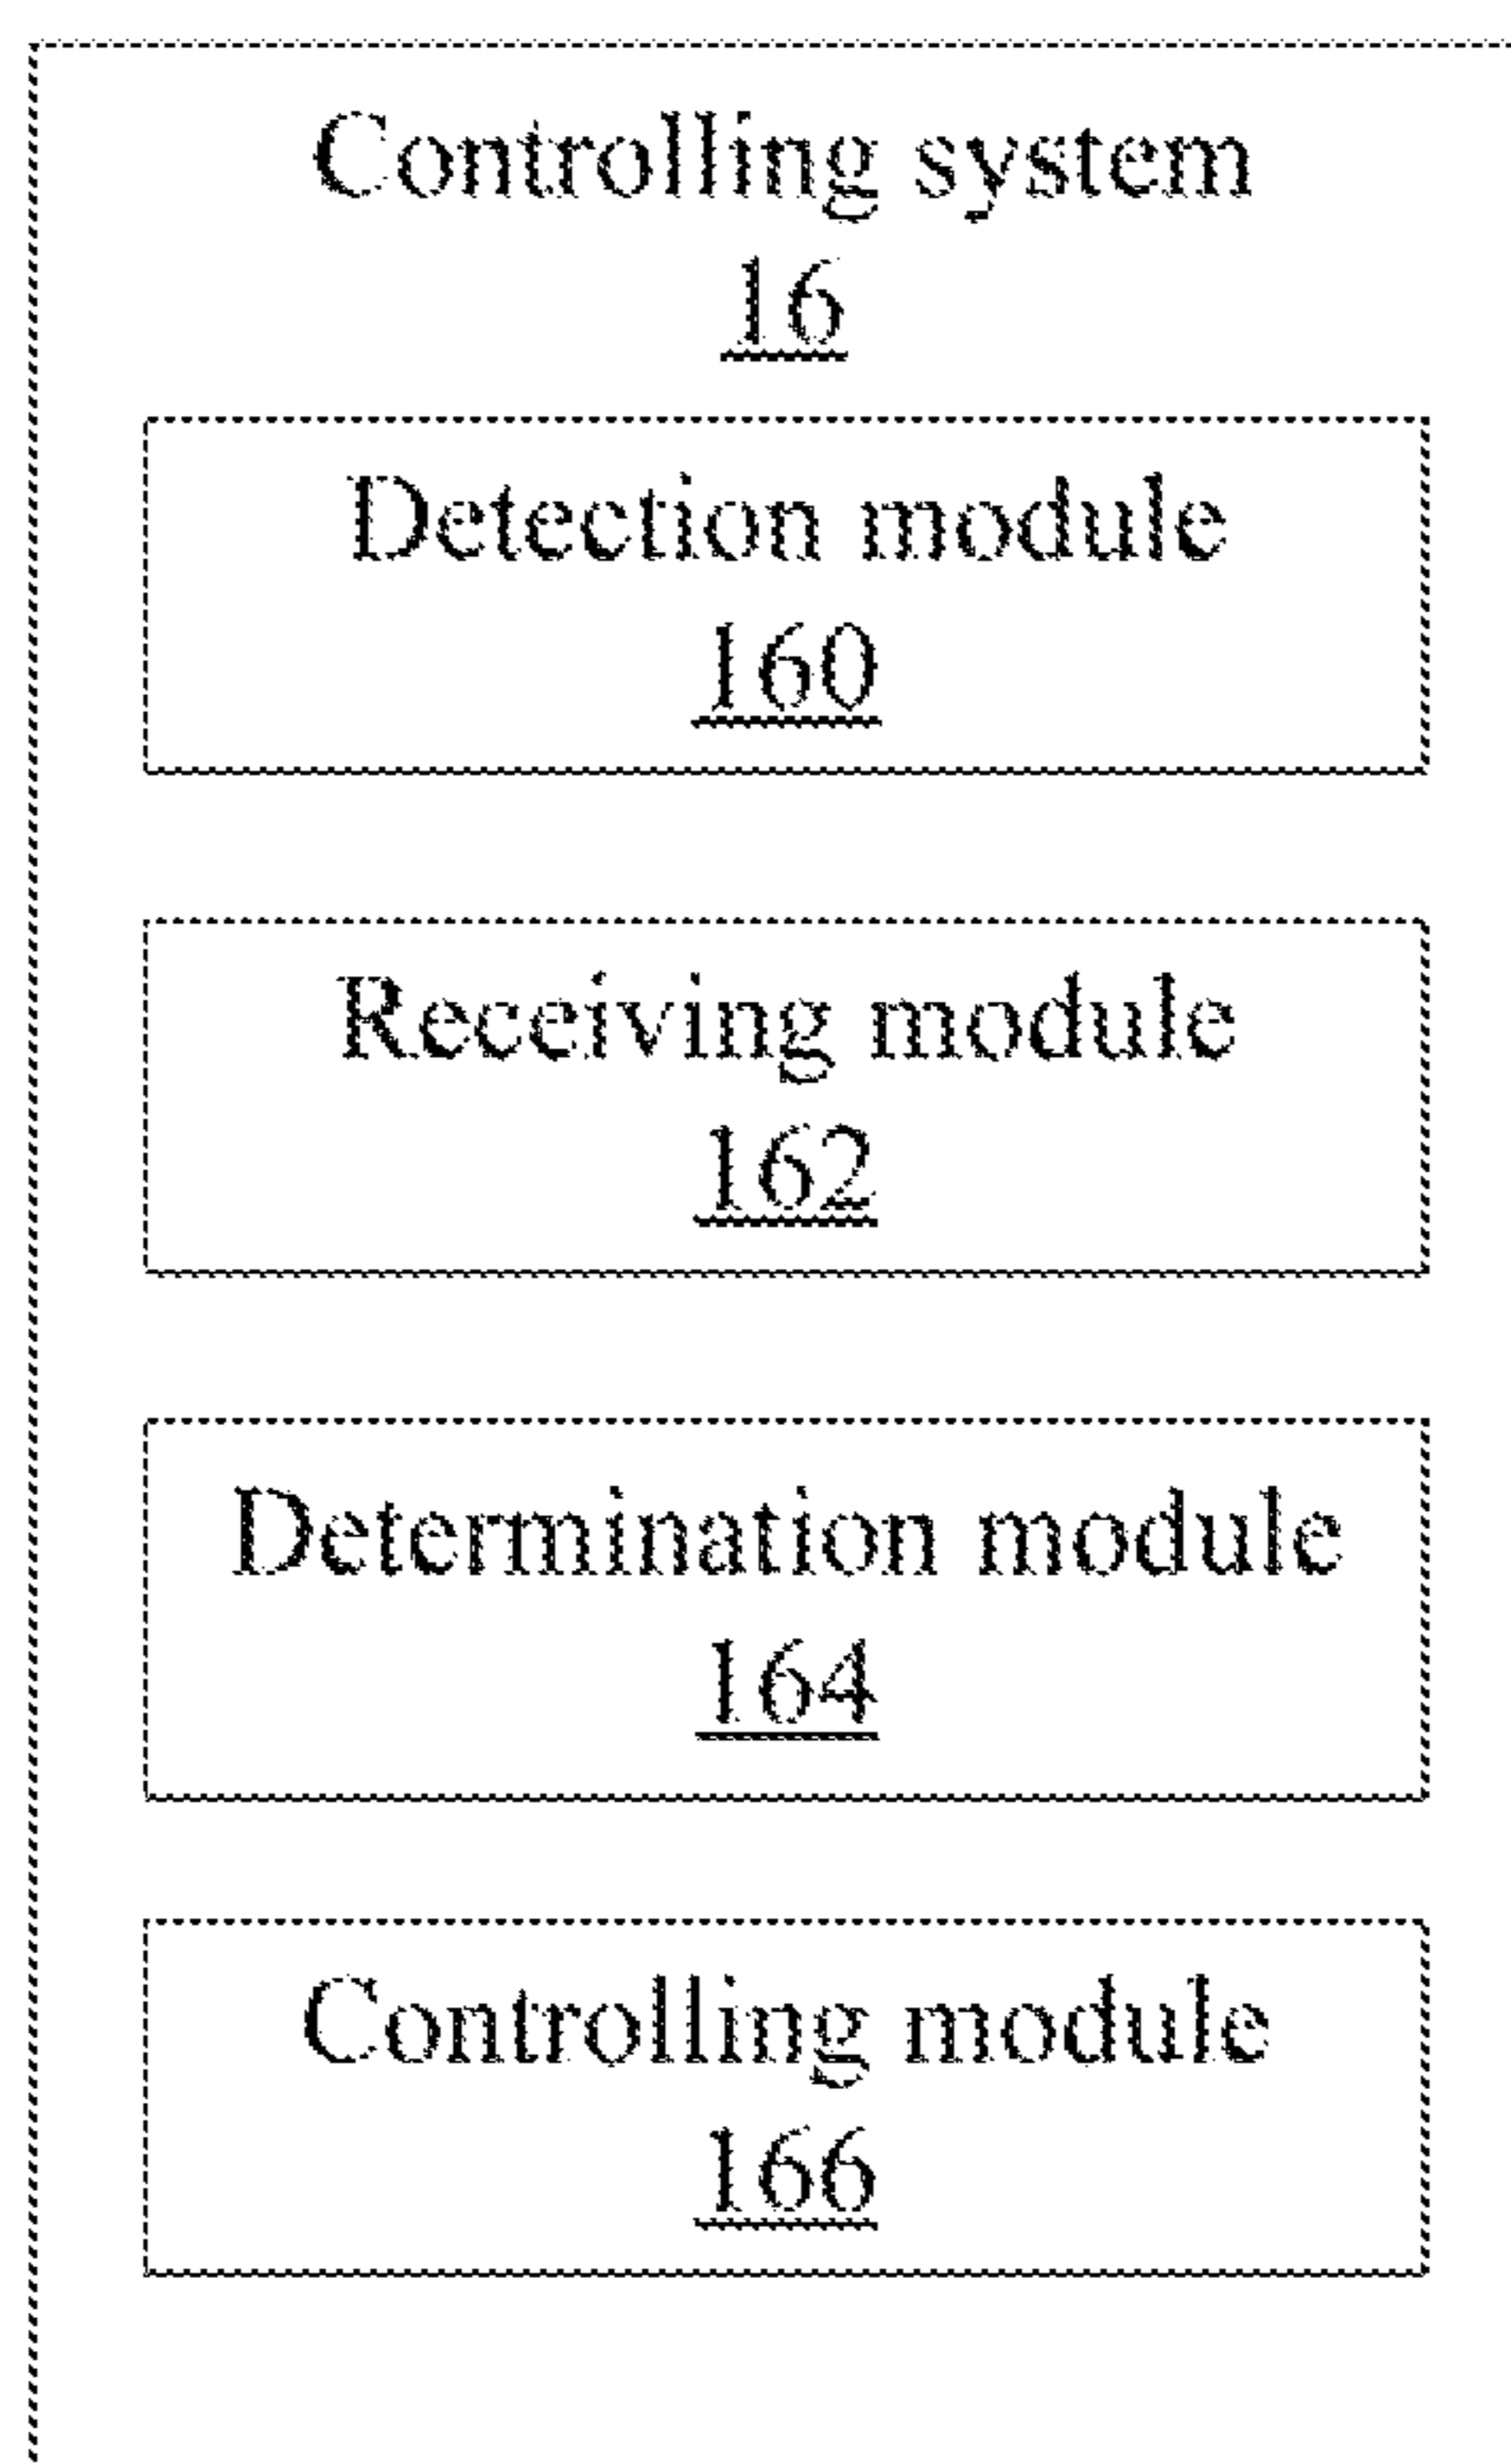 Controlling system
16
Detection module
160
Receiving module
162
Determination module
164
Controlling module
166